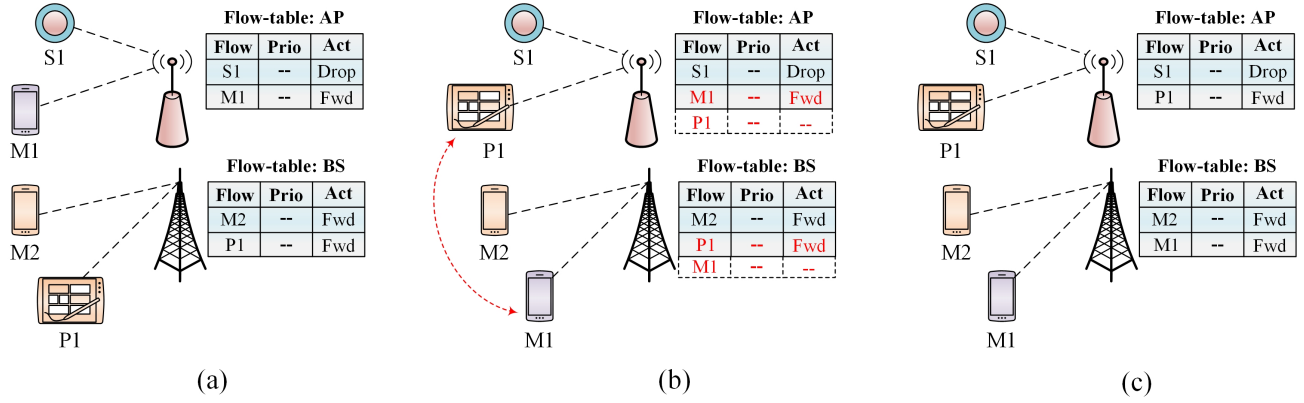 Flow-table: AP
Flow Prio Act
S1 -- Drop
M1 -- Fwd
S1
M1
Flow-table: BS
Flow Prio Act
M2 -- Fwd
P1 -- Fwd
M2
P1
(a)
Flow-table: AP
Flow Prio Act
S1 -- Drop
M1 -- Fwd
P1 -- --
S1
P1
Flow-table: BS
Flow Prio Act
M2 -- Fwd
P1 -- Fwd
M1 -- --
M2
M1
(b)
Flow-table: AP
Flow Prio Act
S1 -- Drop
P1 -- Fwd
S1
P1
Flow-table: BS
Flow Prio Act
M2 -- Fwd
M1 -- Fwd
M2
M1
(c)